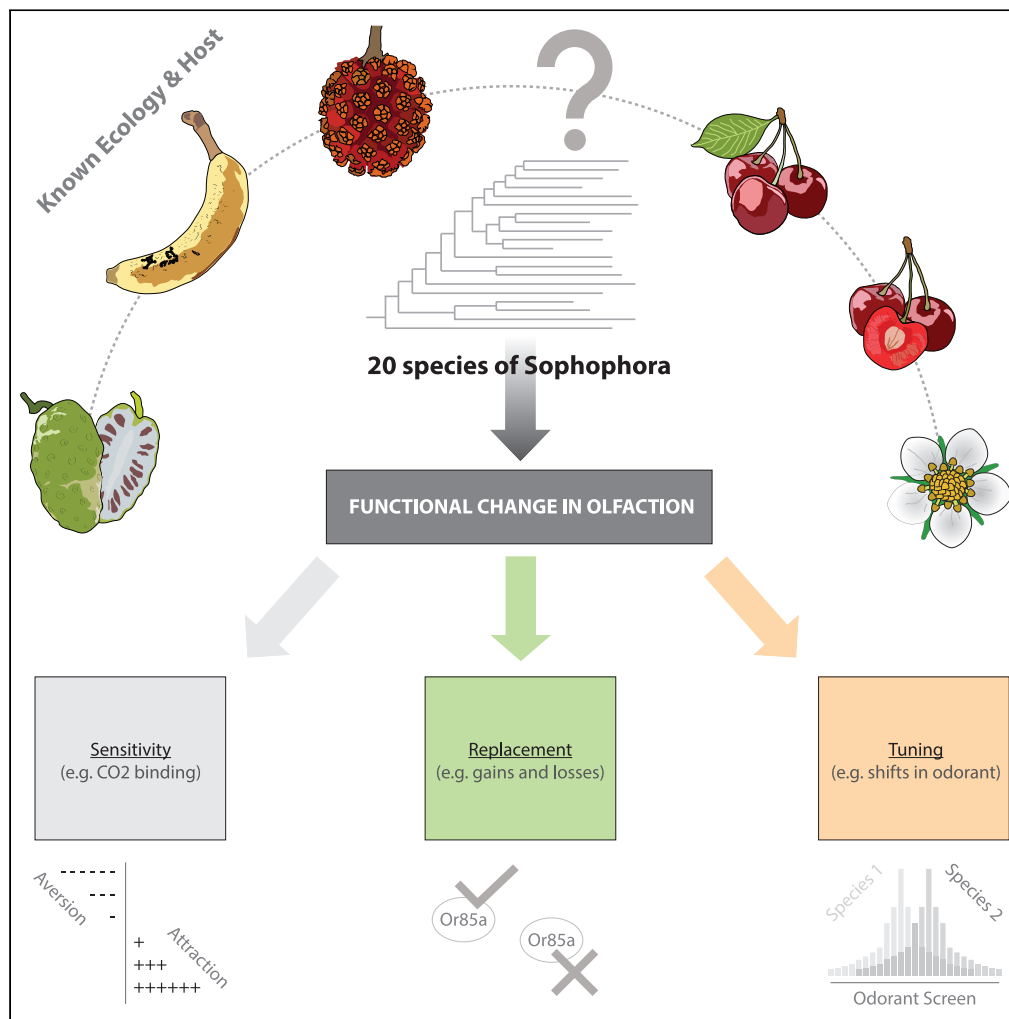 Known Ecology & Host
?
20 species of Sophophora
FUNCTIONAL CHANGE IN OLFACTION
Sensitivity
(e.g. CO2 binding)
Replacement
(e.g. gains and losses)
Tuning
(e.g. shifts in odorant)
Aversion
- - - - - -
- - -
-
Attraction
+
+++
++++++
Or85a
Or85a
Species 1
Species 2
Odorant Screen